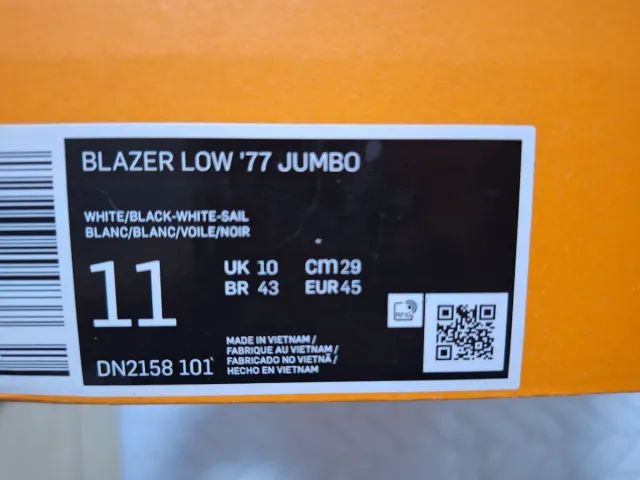 BLAZER LOW '77 JUMBO
WHITE/BLACK-WHITE-SAIL
BLANC/BLANC/VOILE/NOIR
11
UK 10 cm 29
BR 43 EUR 45
RFID
MADE IN VIETNAM /
FABRIQUE AU VIETNAM /
FABRICADO NO VIETNÃ /
HECHO EN VIETNAM
DN2158 101